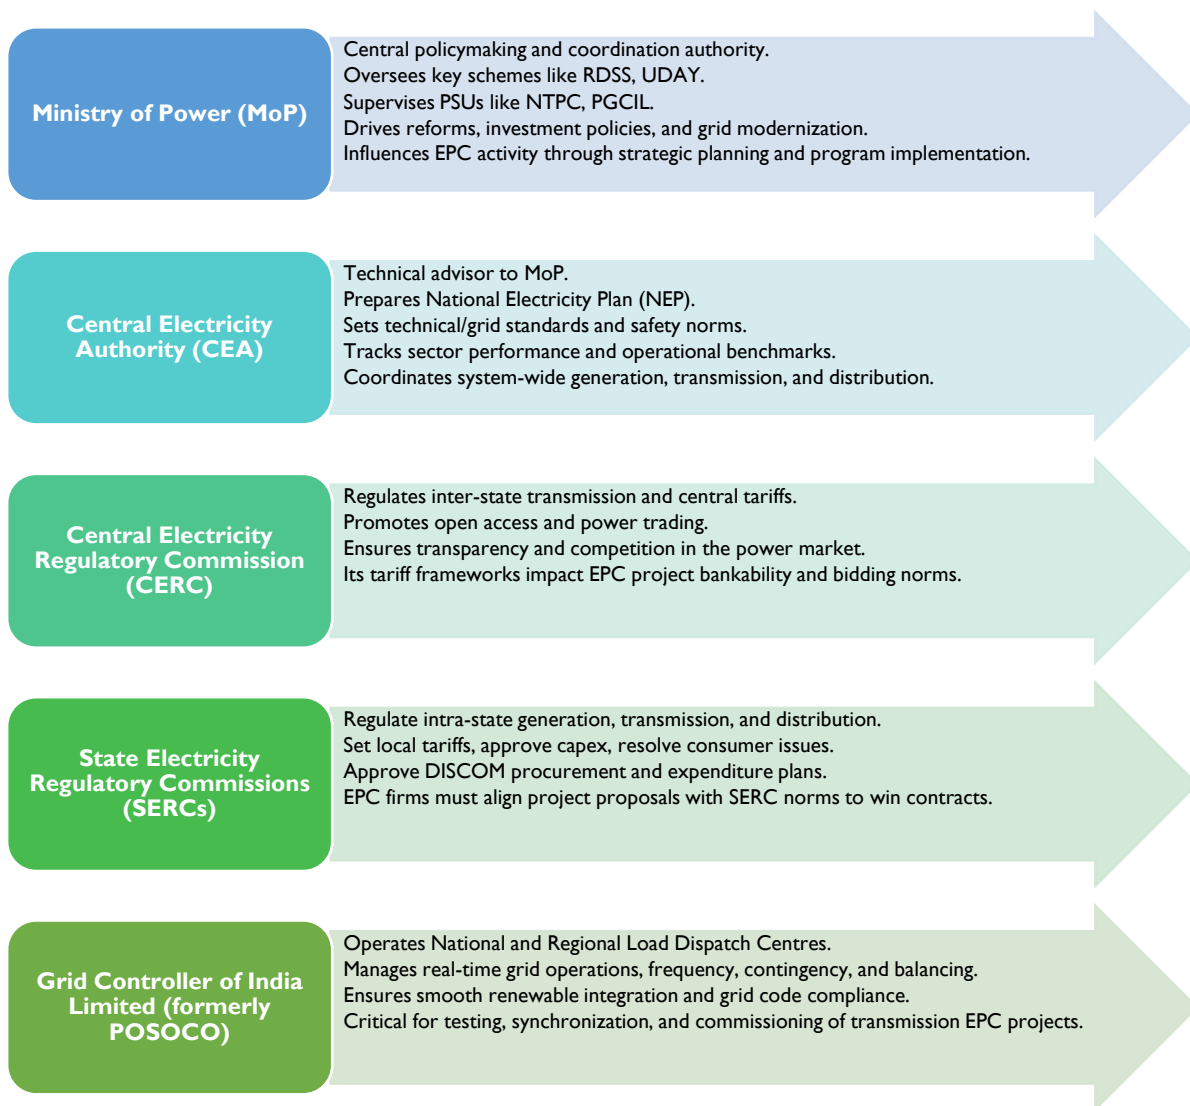 Ministry of Power (MoP)
Central policymaking and coordination authority.
Oversees key schemes like RDSS, UDAY.
Supervises PSUs like NTPC, PGCIL.
Drives reforms, investment policies, and grid modernization.
Influences EPC activity through strategic planning and program implementation.
Central Electricity
Authority (CEA)
Technical advisor to MoP.
Prepares National Electricity Plan (NEP).
Sets technical/grid standards and safety norms.
Tracks sector performance and operational benchmarks.
Coordinates system-wide generation, transmission, and distribution.
Central Electricity
Regulatory Commission
(CERC)
Regulates inter-state transmission and central tariffs.
Promotes open access and power trading.
Ensures transparency and competition in the power market.
Its tariff frameworks impact EPC project bankability and bidding norms.
State Electricity
Regulatory Commissions
(SERCs)
Regulate intra-state generation, transmission, and distribution.
Set local tariffs, approve capex, resolve consumer issues.
Approve DISCOM procurement and expenditure plans.
EPC firms must align project proposals with SERC norms to win contracts.
Grid Controller of India
Limited (formerly
POSOCO)
Operates National and Regional Load Dispatch Centres.
Manages real-time grid operations, frequency, contingency, and balancing.
Ensures smooth renewable integration and grid code compliance.
Critical for testing, synchronization, and commissioning of transmission EPC projects.